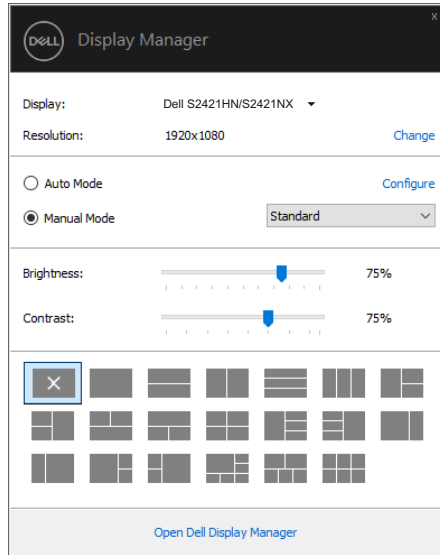 DELL Display Manager x
Display: Dell S2421HN/S2421NX
Resolution: 1920x1080 Change
Auto Mode Configure
Manual Mode Standard
Brightness: 75%
Contrast: 75%
Open Dell Display Manager